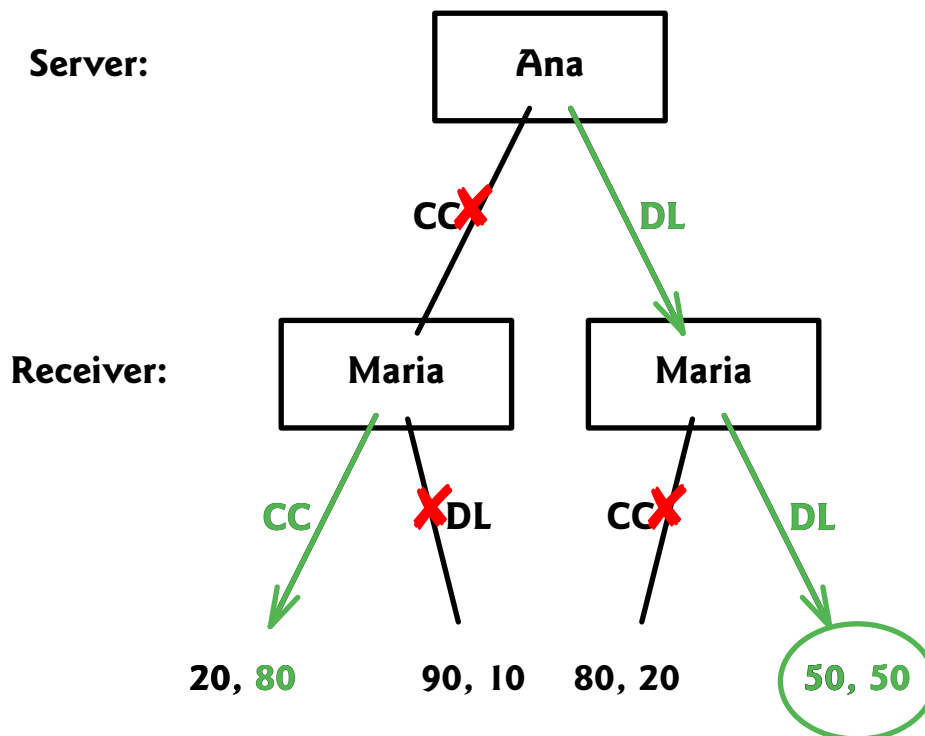 Server: Ana
CC DL
Receiver: Maria Maria
CC DL CC DL
20, 80 90, 10 80, 20 50, 50